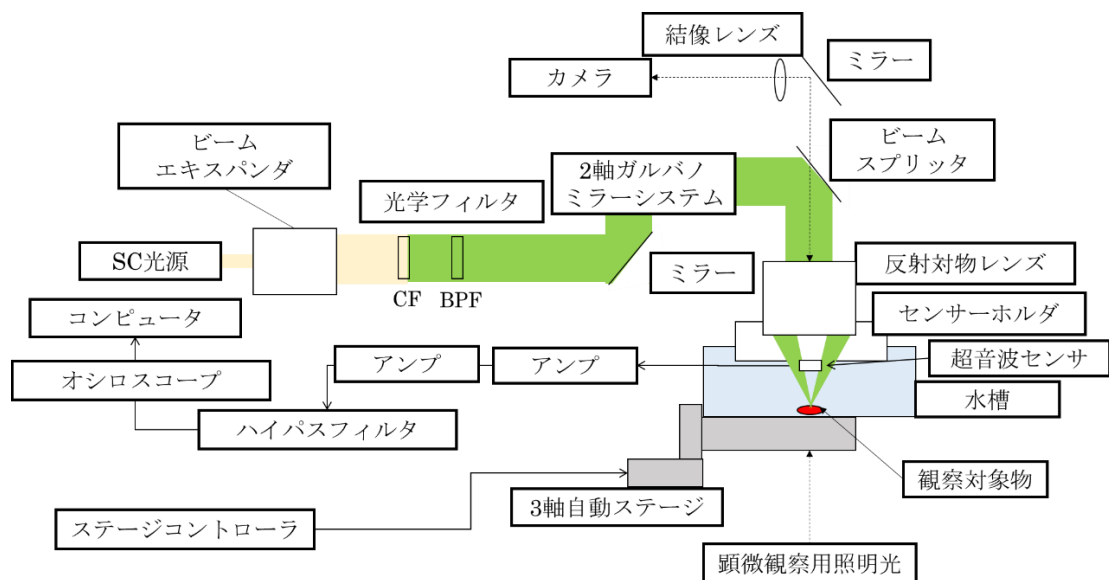 結像レンズ
ミラー
カメラ
ビーム
エキスパンダ
ビーム
スプリッタ
2軸ガルバノ
ミラーシステム
光学フィルタ
SC光源
ミラー
反射対物レンズ
CF
BPF
センサーホルダ
コンピュータ
アンプ
アンプ
超音波センサ
オシロスコープ
水槽
ハイパスフィルタ
観察対象物
3軸自動ステージ
ステージコントローラ
顕微観察用照明光